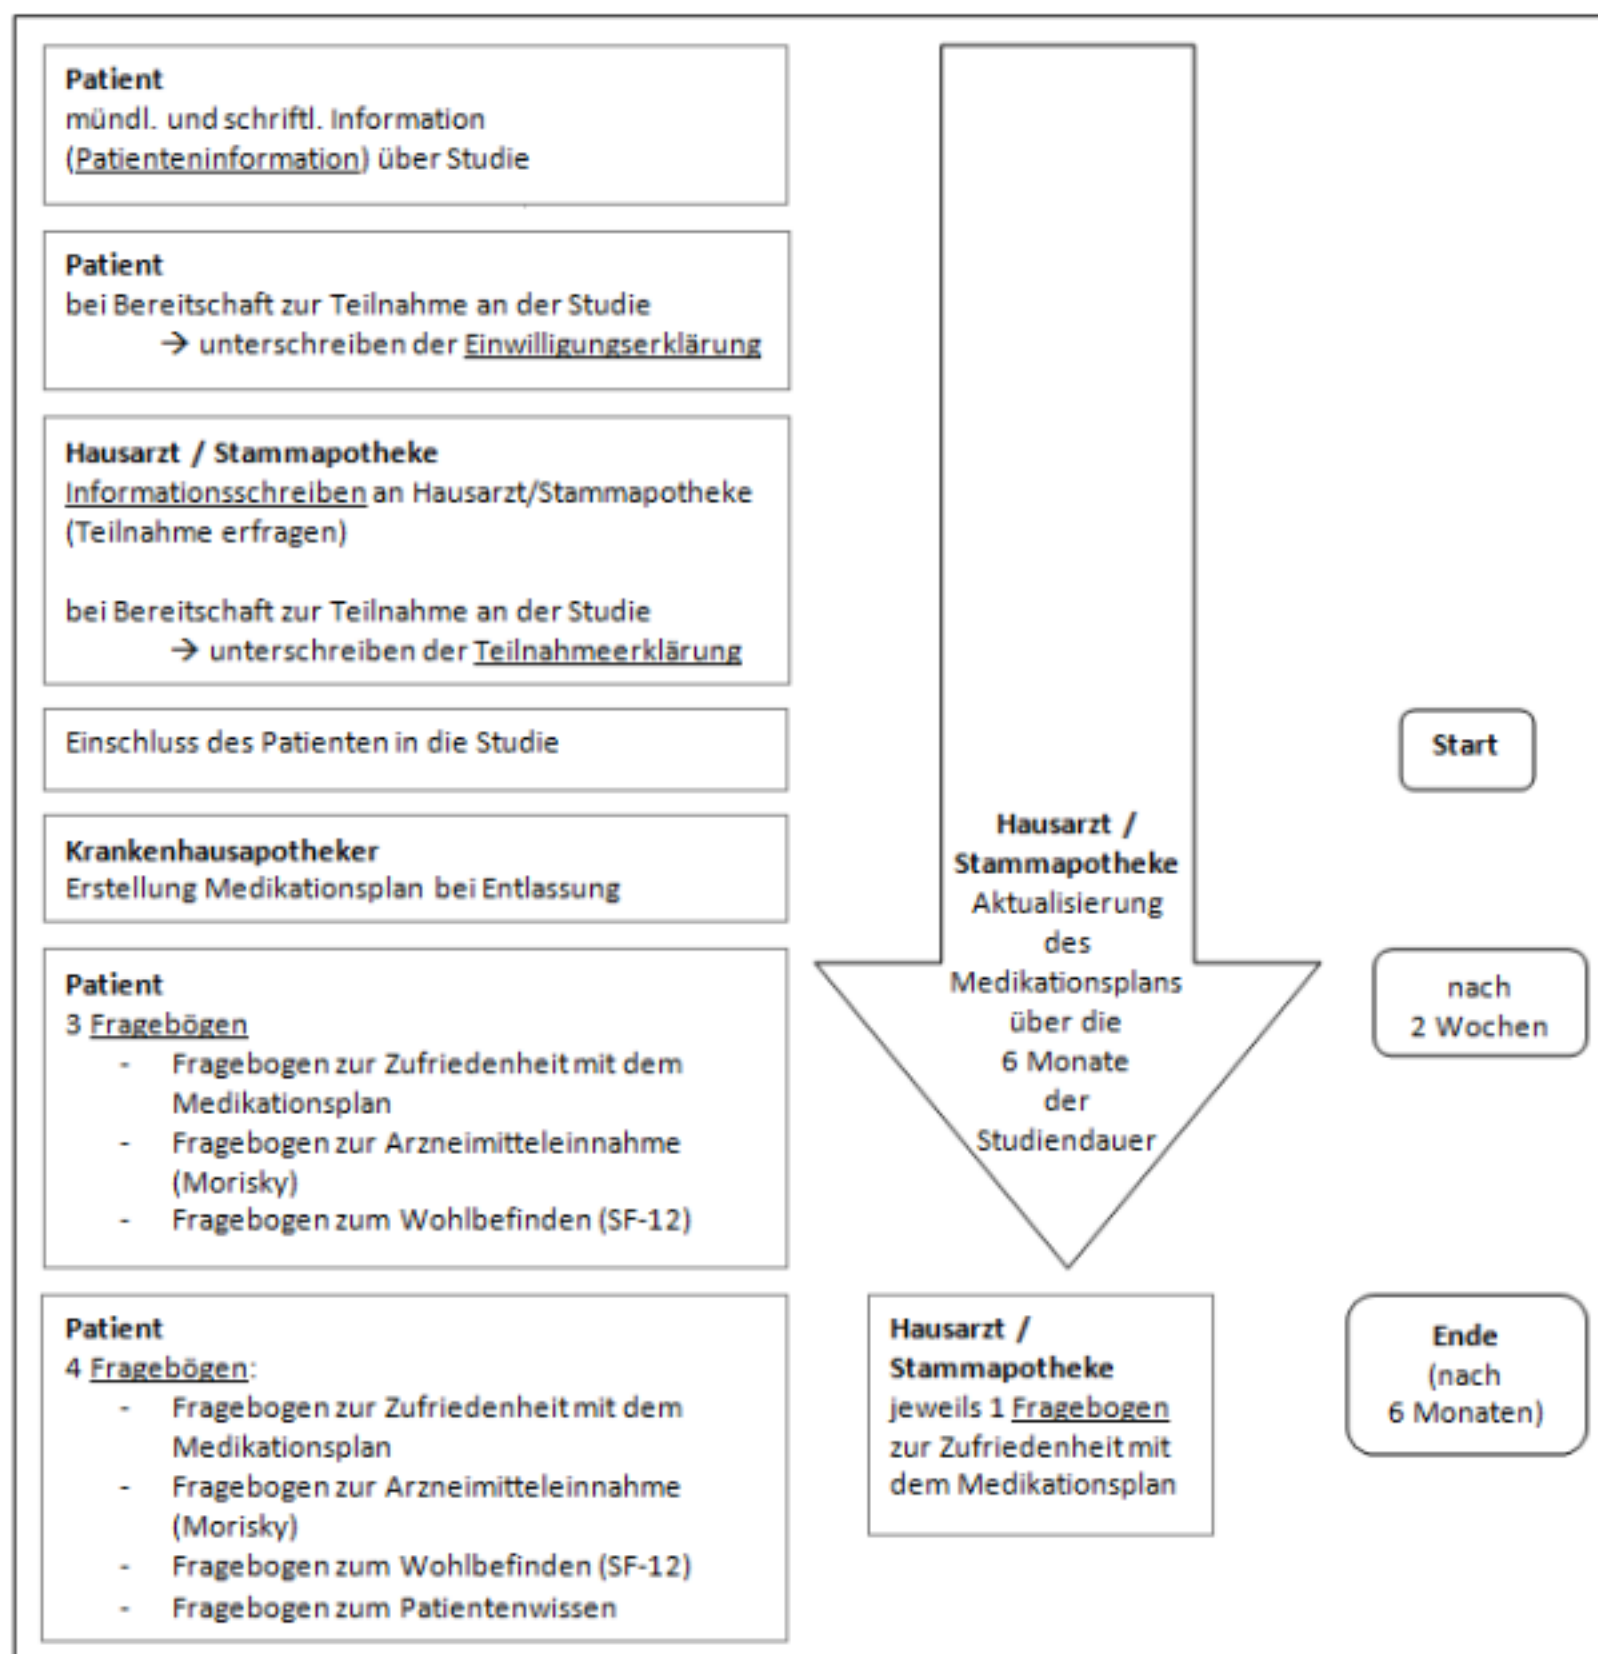 Patient
mündl. und schriftl. Information
(Patienteninformation) über Studie
Patient
bei Bereitschaft zur Teilnahme an der Studie
→ unterschreiben der Einwilligungserklärung
Hausarzt / Stammapotheke
Informationsschreiben an Hausarzt/Stammapotheke
(Teilnahme erfragen)
bei Bereitschaft zur Teilnahme an der Studie
→ unterschreiben der Teilnahmeerklärung
Einschluss des Patienten in die Studie
Start
Krankenhausapotheker
Erstellung Medikationsplan bei Entlassung
Hausarzt /
Stammapotheke
Aktualisierung
des
Medikationsplans
über die
6 Monate
der
Studiendauer
Patient
3 Fragebögen
- Fragebogen zur Zufriedenheit mit dem
Medikationsplan
- Fragebogen zur Arzneimitteleinnahme
(Morisky)
- Fragebogen zum Wohlbefinden (SF-12)
nach
2 Wochen
Patient
4 Fragebögen:
- Fragebogen zur Zufriedenheit mit dem
Medikationsplan
- Fragebogen zur Arzneimitteleinnahme
(Morisky)
- Fragebogen zum Wohlbefinden (SF-12)
- Fragebogen zum Patientenwissen
Hausarzt /
Stammapotheke
jeweils 1 Fragebogen
zur Zufriedenheit mit
dem Medikationsplan
Ende
(nach
6 Monaten)